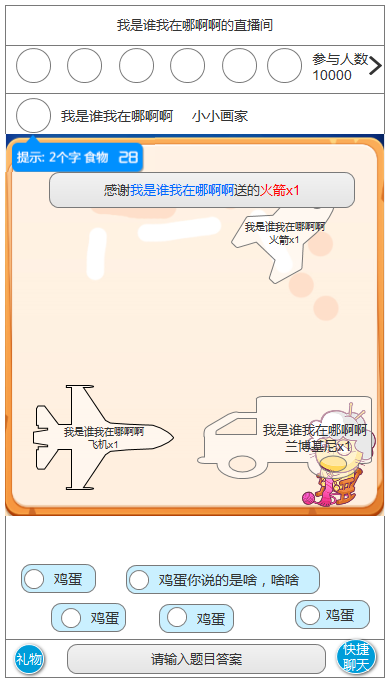 我是谁我在哪啊啊的直播间
参与人数
10000
我是谁我在哪啊啊 小小画家
提示: 2个字 食物 28
感谢我是谁我在哪啊啊送的火箭x1
我是谁我在哪啊啊
火箭x1
我是谁我在哪啊啊
飞机x1
我是谁我在哪啊啊
兰博基尼x1
鸡蛋
鸡蛋你说的是啥，啥啥
鸡蛋
鸡蛋
鸡蛋
礼物
请输入题目答案
快捷
聊天